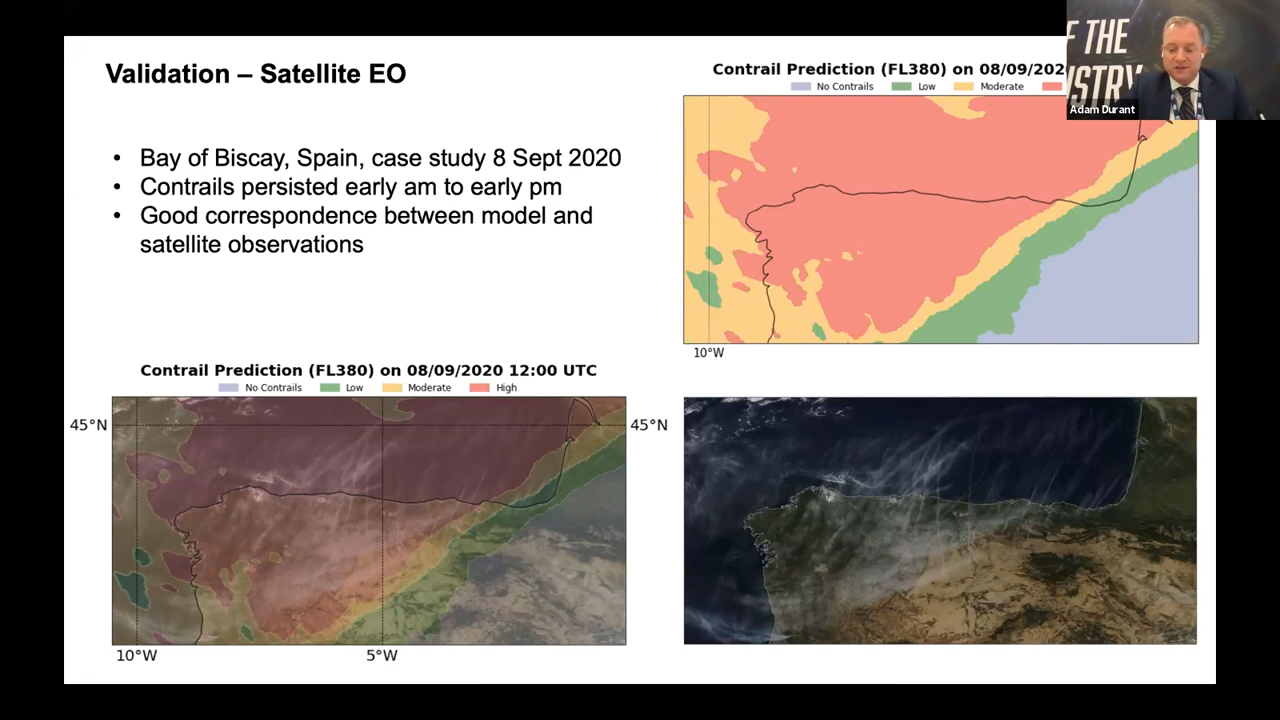 Validation – Satellite EO
• Bay of Biscay, Spain, case study 8 Sept 2020
• Contrails persisted early am to early pm
• Good correspondence between model and
satellite observations
Contrail Prediction (FL380) on 08/09/202
No Contrails Low Moderate
10°W
F THE
ISTRY
Adam Durant
Contrail Prediction (FL380) on 08/09/2020 12:00 UTC
No Contrails Low Moderate High
45°N
10°W 5°W
45°N